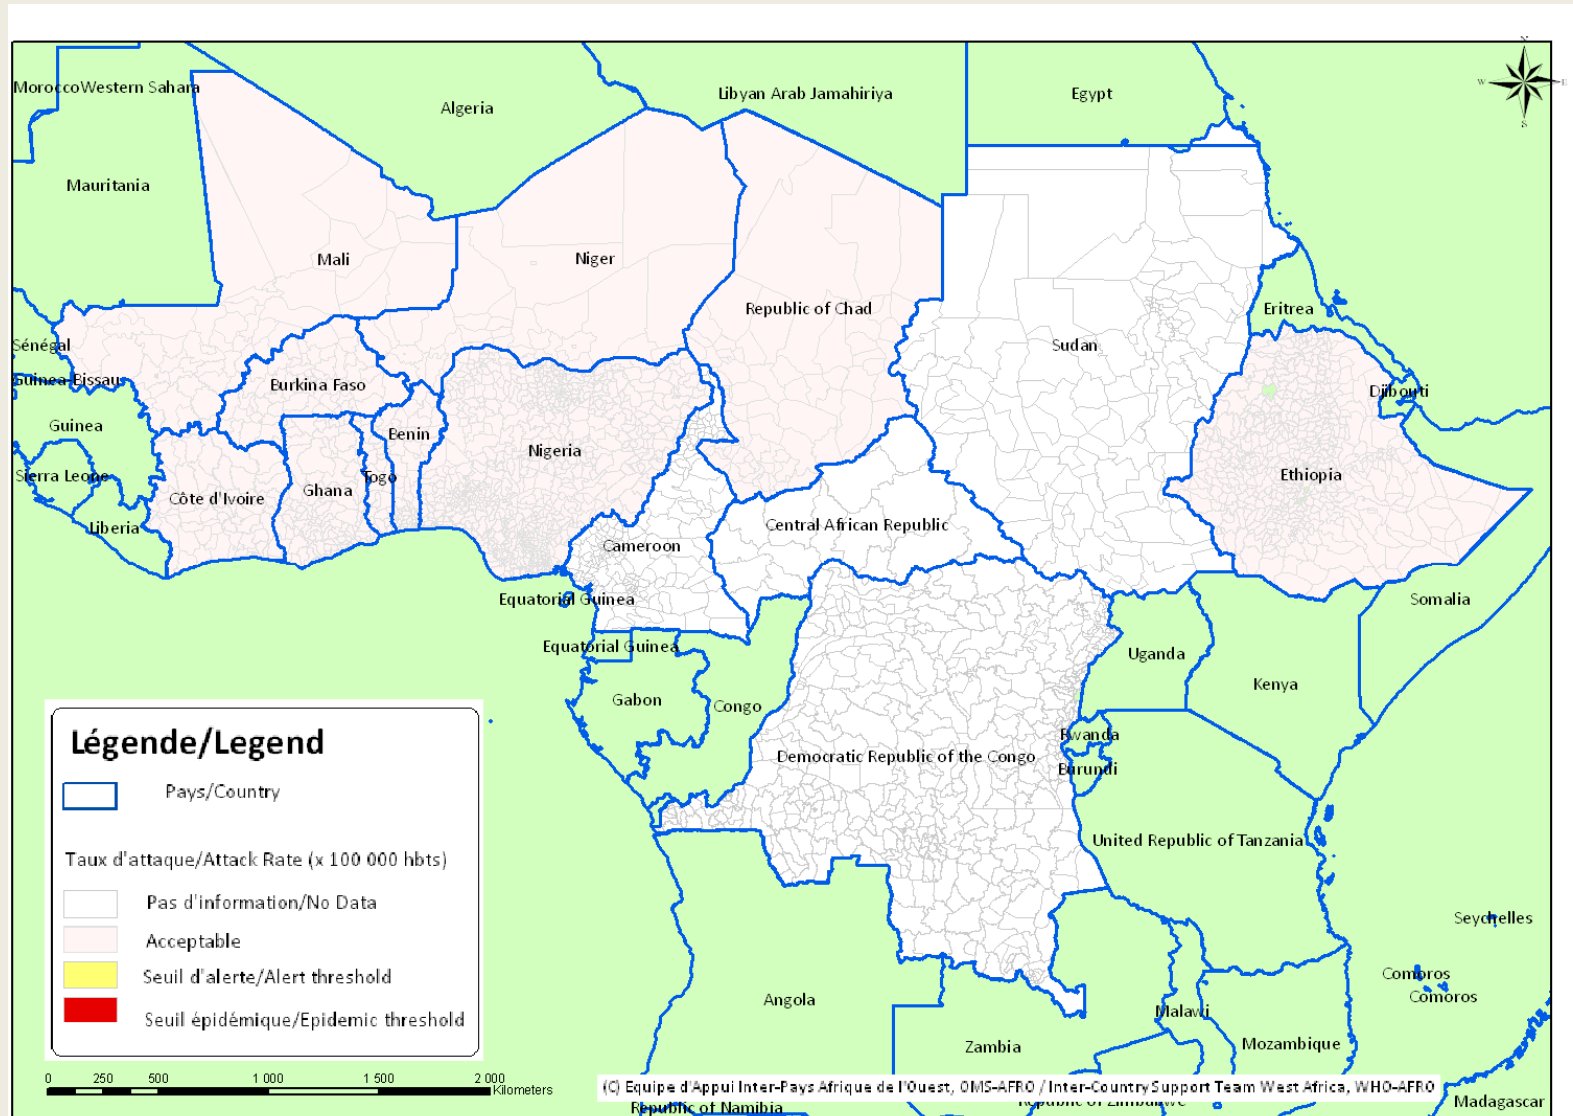 N
W
E
S
Morocco
Western Sahara
Algeria
Libyan Arab Jamahiriya
Egypt
Mauritania
Mali
Niger
Republic of Chad
Sudan
Eritrea
Sénégal
Guinea-Bissau
Burkina Faso
Djibouti
Guinea
Benin
Nigeria
Sierra Leone
Togo
Ghana
Côte d'Ivoire
Ethiopia
Liberia
Central African Republic
Cameroon
Equatorial Guinea
Somalia
Equatorial Guinea
Uganda
Kenya
Gabon
Congo
Rwanda
Democratic Republic of the Congo
Burundi
United Republic of Tanzania
Seychelles
Comoros
Comoros
Angola
Malawi
Zambia
Mozambique
Republic of Namibia
Madagascar
Légende/Legend
Pays/Country
Taux d'attaque/Attack Rate (x 100 000 hbts)
Pas d'information/No Data
Acceptable
Seuil d'alerte/Alert threshold
Seuil épidémique/Epidemic threshold
0 250 500 1 000 1 500 2 000
Kilometers
(C) Equipe d'Appui Inter-Pays Afrique de l'Ouest, OMS-AFRO / Inter-Country Support Team West Africa, WHO-AFRO